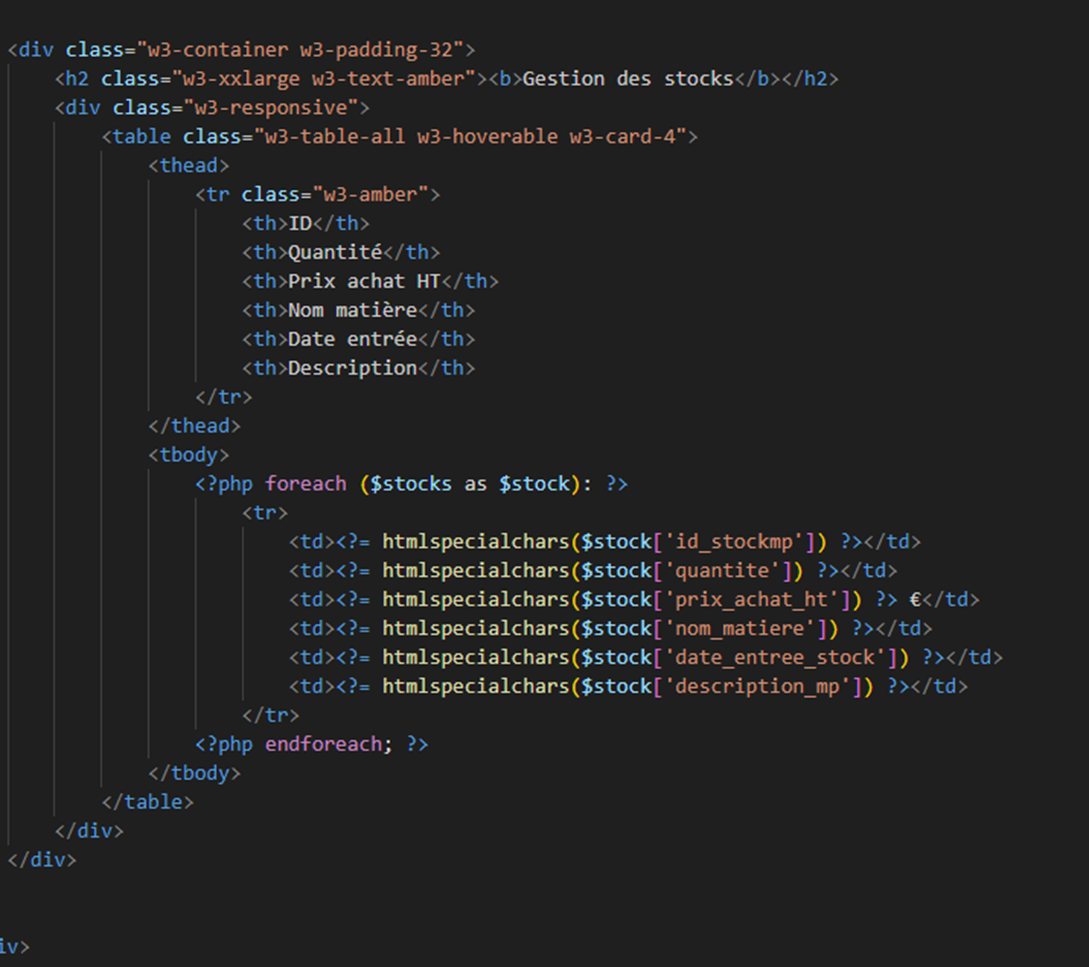 <div class="w3-container w3-padding-32">
<h2 class="w3-xxlarge w3-text-amber"><b>Gestion des stocks</b></h2>
<div class="w3-responsive">
<table class="w3-table-all w3-hoverable w3-card-4">
<thead>
<tr class="w3-amber">
<th>ID</th>
<th>Quantité</th>
<th>Prix achat HT</th>
<th>Nom matière</th>
<th>Date entrée</th>
<th>Description</th>
</tr>
</thead>
<tbody>
<?php foreach ($stocks as $stock): ?>
<tr>
<td><?= htmlspecialchars($stock['id_stockmp']) ?></td>
<td><?= htmlspecialchars($stock['quantite']) ?></td>
<td><?= htmlspecialchars($stock['prix_achat_ht']) ?> €</td>
<td><?= htmlspecialchars($stock['nom_matiere']) ?></td>
<td><?= htmlspecialchars($stock['date_entree_stock']) ?></td>
<td><?= htmlspecialchars($stock['description_mp']) ?></td>
</tr>
<?php endforeach; ?>
</tbody>
</table>
</div>
</div>
iv>